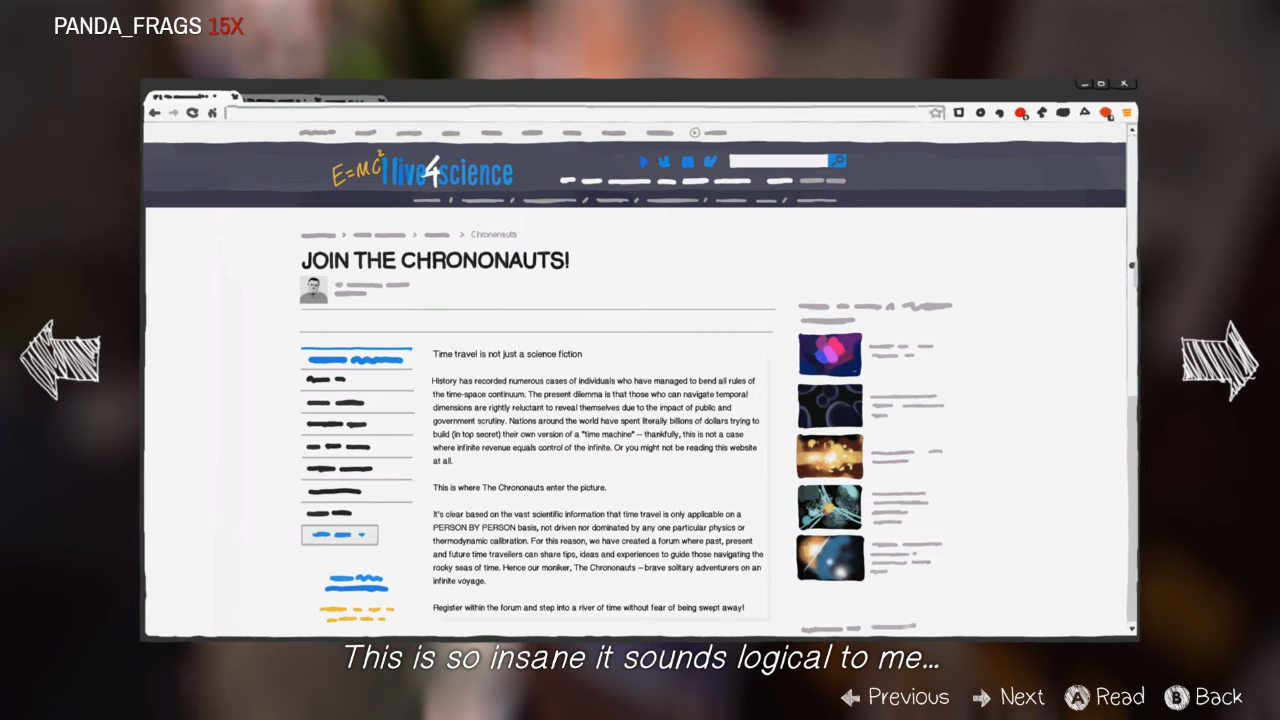 PANDA_FRAGS 15X
E=MC2 I live4science
> > > Chrononauts
JOIN THE CHRONONAUTS!
Time travel is not just a science fiction
History has recorded numerous cases of individuals who have managed to bend all rules of
the time-space continuum. The present dilemma is that those who can navigate temporal
dimensions are rightly reluctant to reveal themselves due to the impact of public and
government scrutiny. Nations around the world have spent literally billions of dollars trying to
build (in top secret) their own version of a "time machine" -- thankfully, this is not a case
where infinite revenue equals control of the infinite. Or you might not be reading this website
at all.
This is where The Chrononauts enter the picture.
It's clear based on the vast scientific information that time travel is only applicable on a
PERSON BY PERSON basis, not driven nor dominated by any one particular physics or
thermodynamic calibration. For this reason, we have created a forum where past, present
and future time travellers can share tips, ideas and experiences to guide those navigating the
rocky seas of time. Hence our moniker, The Chrononauts – brave solitary adventurers on an
infinite voyage.
Register within the forum and step into a river of time without fear of being swept away!
This is so insane it sounds logical to me...
Previous Next A Read B Back